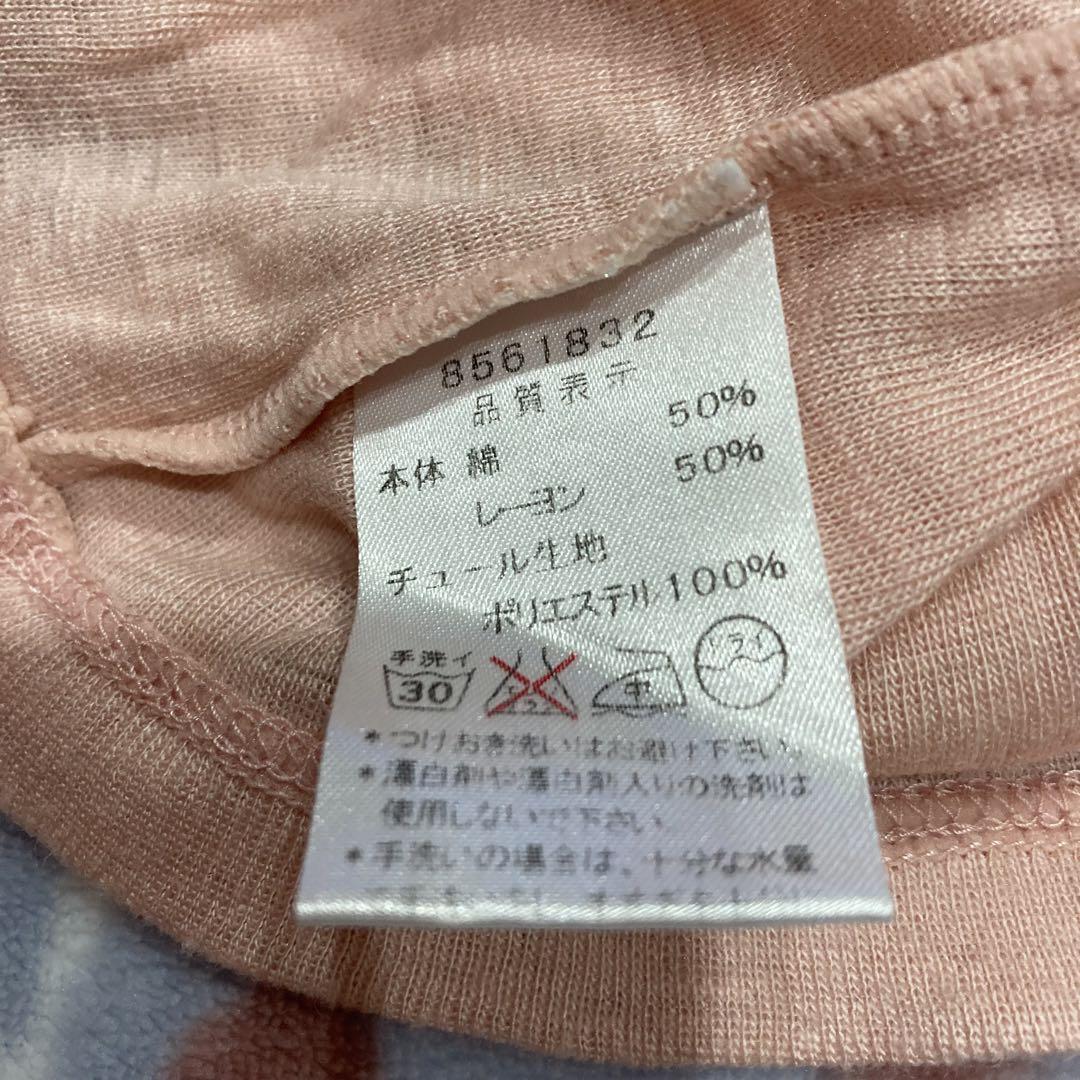 8561832
品質表示
本体 綿 50%
レーヨン 50%
チュール生地
ポリエステル 100%
手洗イ 30 中 ドライ
*つけおき洗いはお避け下さい
*漂白剤や漂白剤入りの洗剤は
使用しないで下さい
*手洗いの場合は、十分な水量